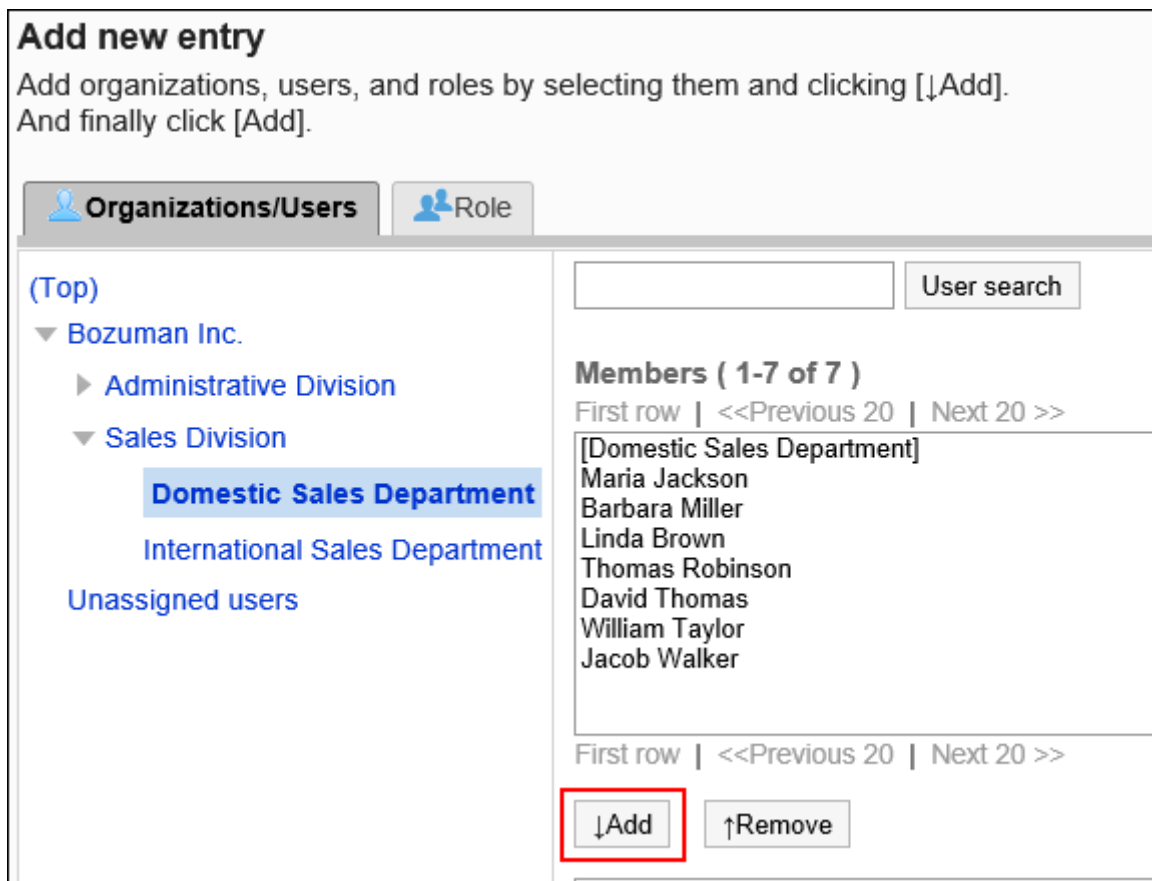 Add new entry
Add organizations, users, and roles by selecting them and clicking [↓Add].
And finally click [Add].
Organizations/Users
Role
(Top)
Bozuman Inc.
Administrative Division
Sales Division
Domestic Sales Department
International Sales Department
Unassigned users
User search
Members ( 1-7 of 7 )
First row | <<Previous 20 | Next 20 >>
[Domestic Sales Department]
Maria Jackson
Barbara Miller
Linda Brown
Thomas Robinson
David Thomas
William Taylor
Jacob Walker
First row | <<Previous 20 | Next 20 >>
↓Add
↑Remove